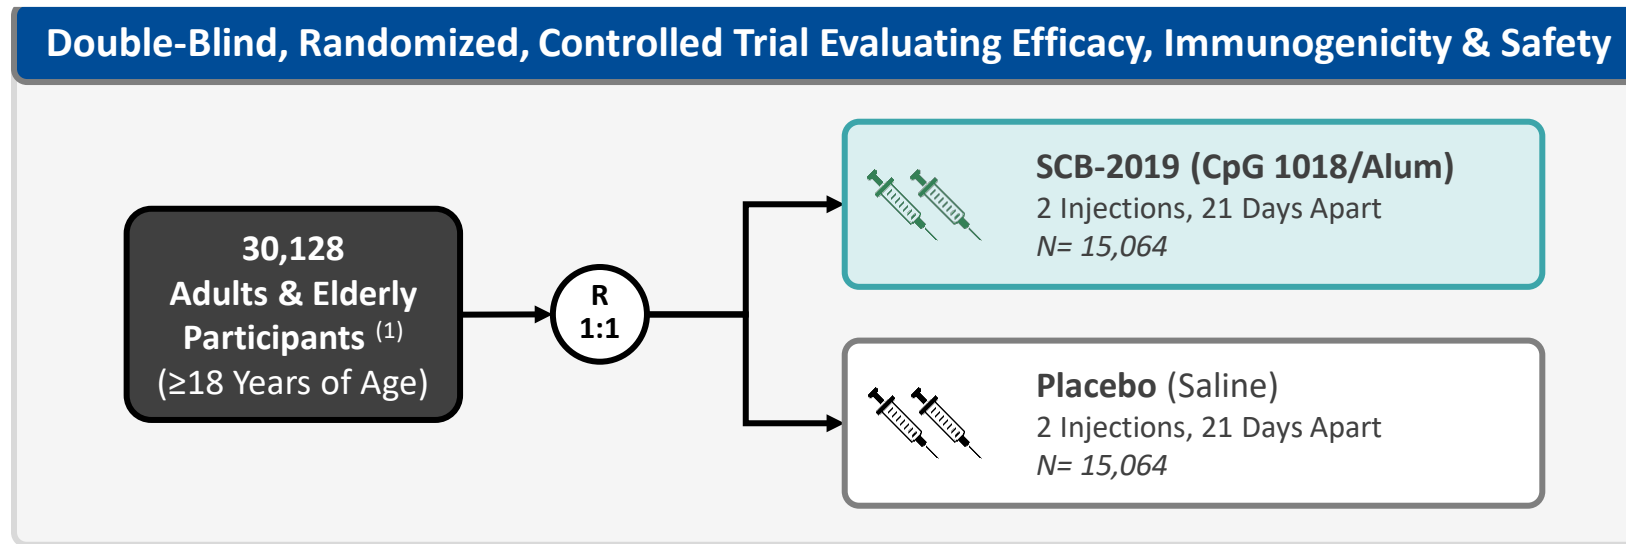 Double-Blind, Randomized, Controlled Trial Evaluating Efficacy, Immunogenicity & Safety
30,128
Adults & Elderly
Participants (1)
(≥18 Years of Age)
R
1:1
SCB-2019 (CpG 1018/Alum)
2 Injections, 21 Days Apart
N= 15,064
Placebo (Saline)
2 Injections, 21 Days Apart
N= 15,064